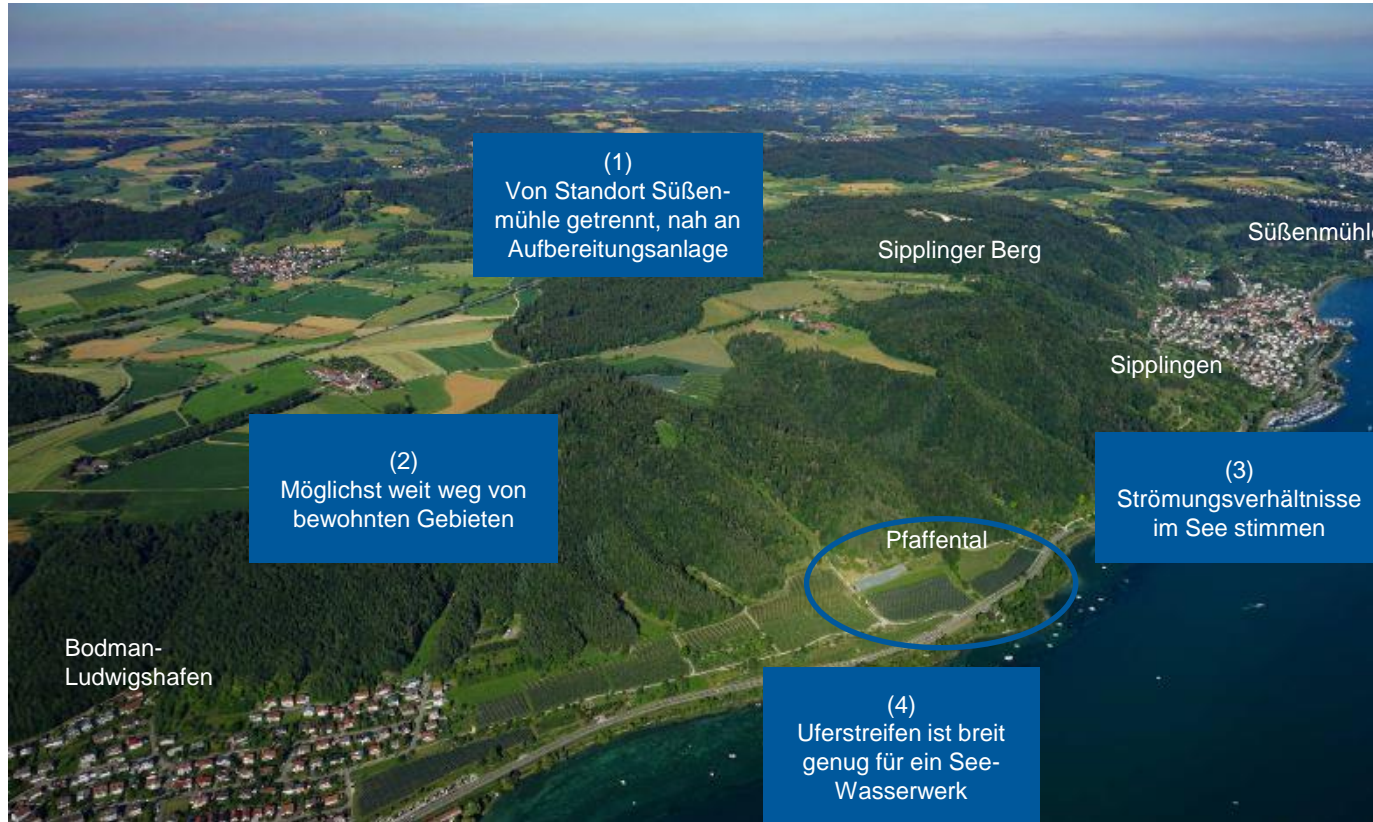 (1)
Von Standort Süßen-
mühle getrennt, nah an
Aufbereitungsanlage
Süßenmühle
Sipplinger Berg
Sipplingen
(2)
Möglichst weit weg von
bewohnten Gebieten
(3)
Strömungsverhältnisse
im See stimmen
Pfaffental
Bodman-
Ludwigshafen
(4)
Uferstreifen ist breit
genug für ein See-
Wasserwerk